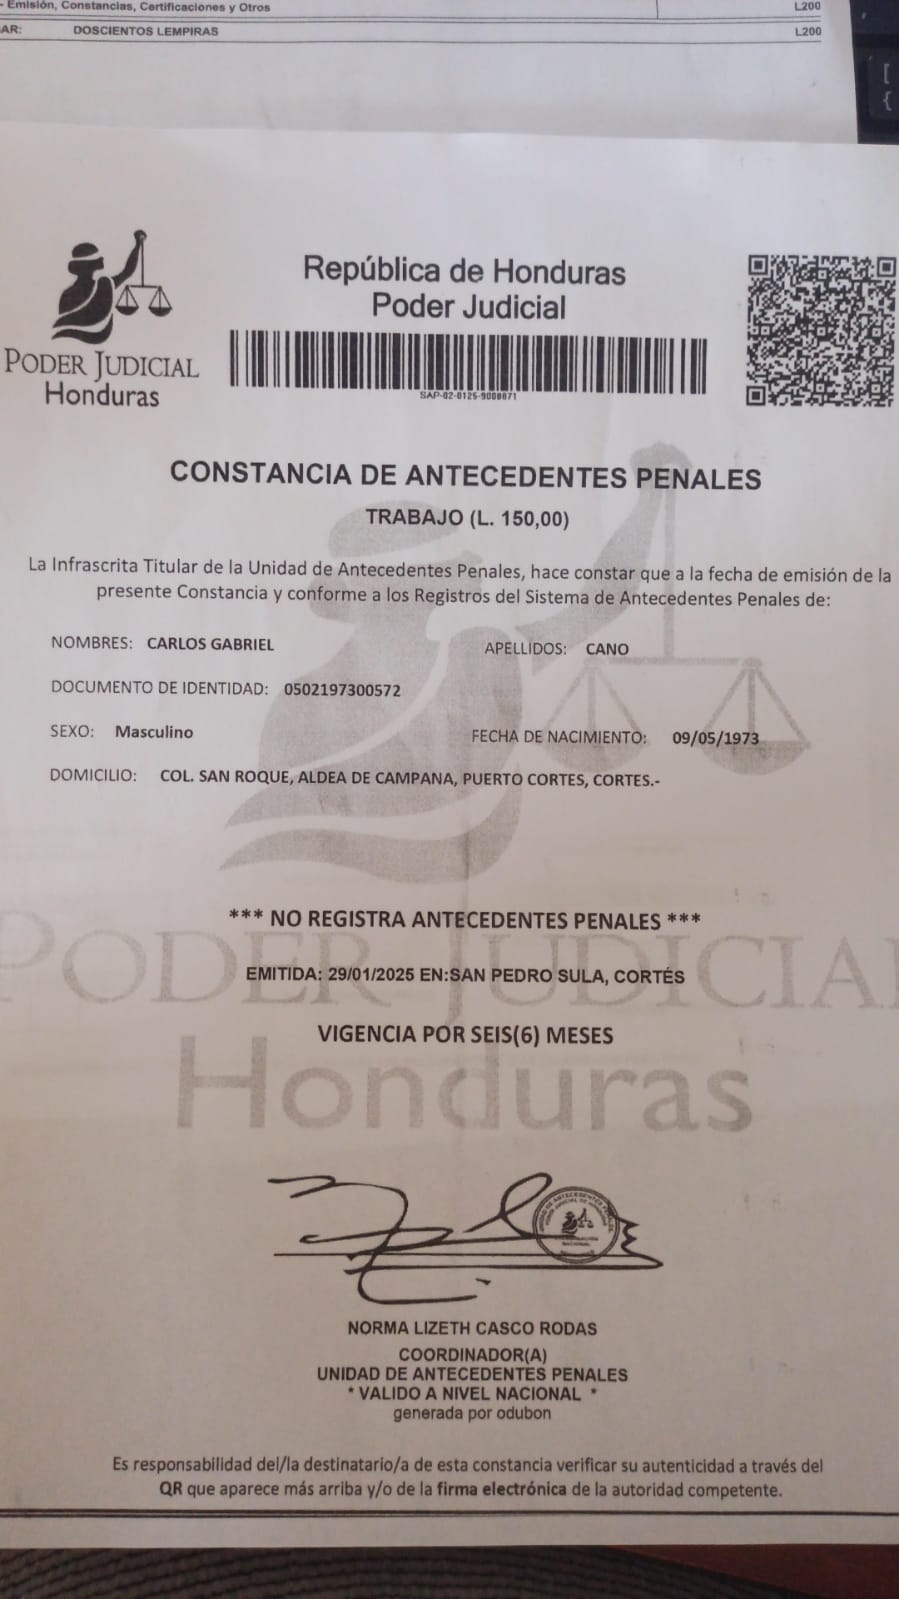 - Emisión, Constancias, Certificaciones y Otros L200
AR: DOSCIENTOS LEMPIRAS L200
[
{
PODER JUDICIAL
Honduras
República de Honduras
Poder Judicial
SAP-02-0125-9000871
CONSTANCIA DE ANTECEDENTES PENALES
TRABAJO (L. 150,00)
La Infrascrita Titular de la Unidad de Antecedentes Penales, hace constar que a la fecha de emisión de la
presente Constancia y conforme a los Registros del Sistema de Antecedentes Penales de:
NOMBRES: CARLOS GABRIEL APELLIDOS: CANO
DOCUMENTO DE IDENTIDAD: 0502197300572
SEXO: Masculino FECHA DE NACIMIENTO: 09/05/1973
DOMICILIO: COL. SAN ROQUE, ALDEA DE CAMPANA, PUERTO CORTES, CORTES.-
*** NO REGISTRA ANTECEDENTES PENALES ***
PODER JUDICIAL
EMITIDA: 29/01/2025 EN:SAN PEDRO SULA, CORTÉS
VIGENCIA POR SEIS(6) MESES
Honduras
NORMA LIZETH CASCO RODAS
COORDINADOR(A)
UNIDAD DE ANTECEDENTES PENALES
* VALIDO A NIVEL NACIONAL *
generada por odubon
Es responsabilidad del/la destinatario/a de esta constancia verificar su autenticidad a través del
QR que aparece más arriba y/o de la firma electrónica de la autoridad competente.